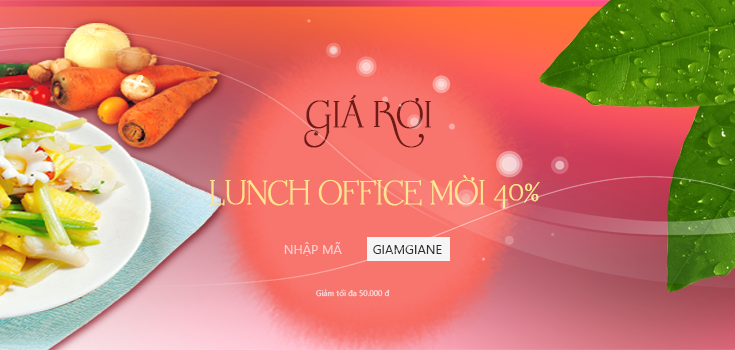 GIÁ RƠI
LUNCH OFFICE MỜI 40%
NHẬP MÃ GIAMGIANE
Giảm tối đa 50.000 đ